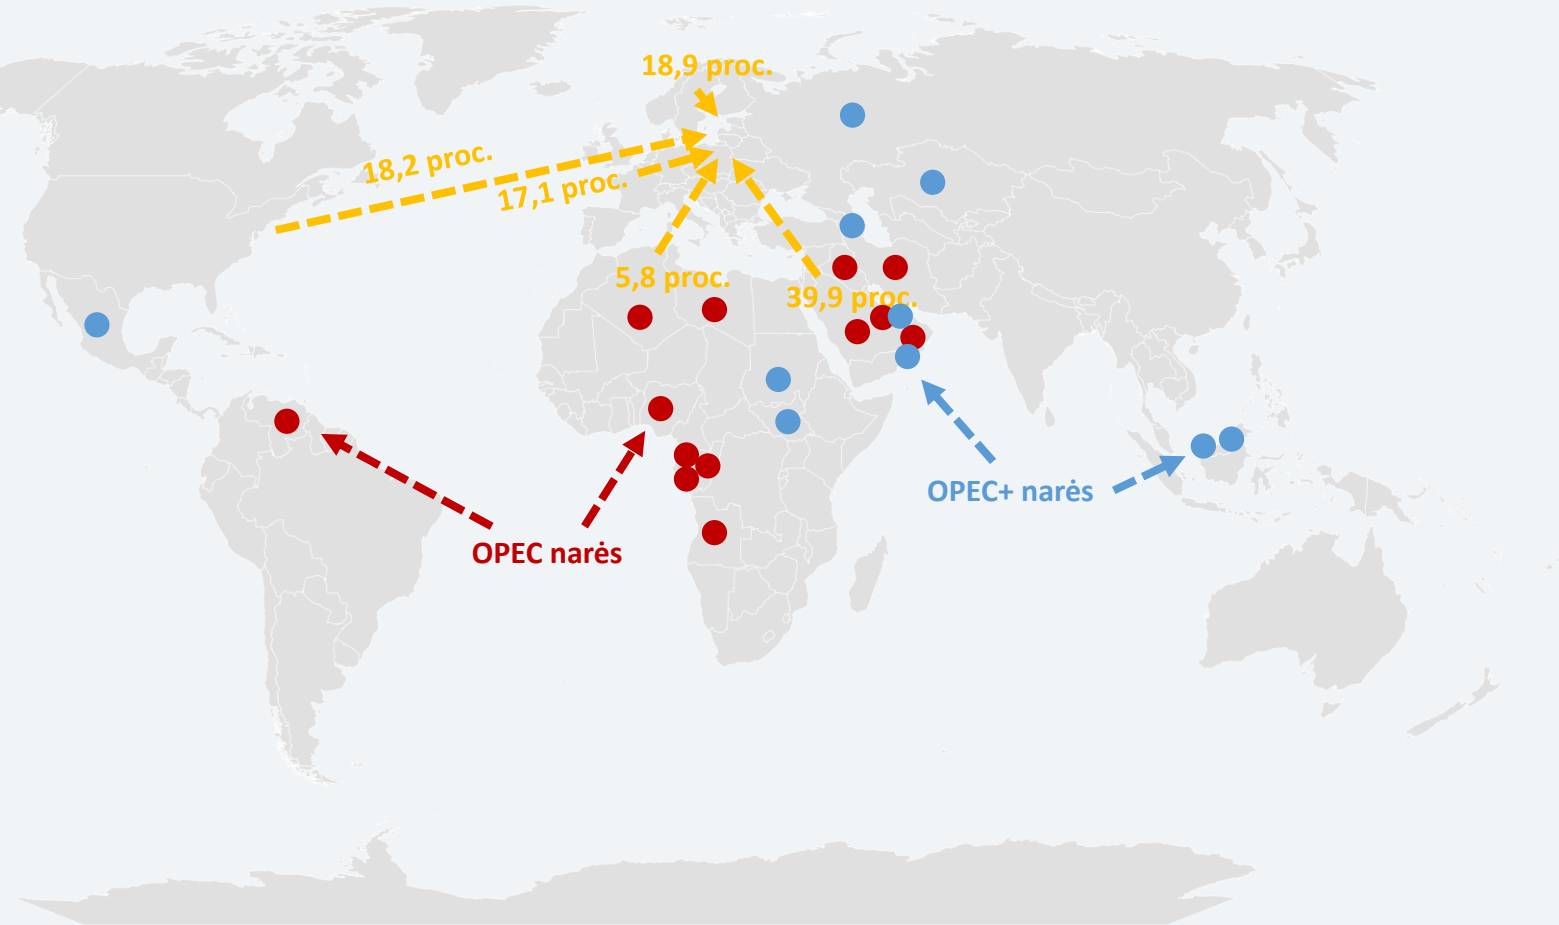 18,9 proc.
18,2 proc.
17,1 proc.
5,8 proc.
39,9 proc.
OPEC+ narės
OPEC narės